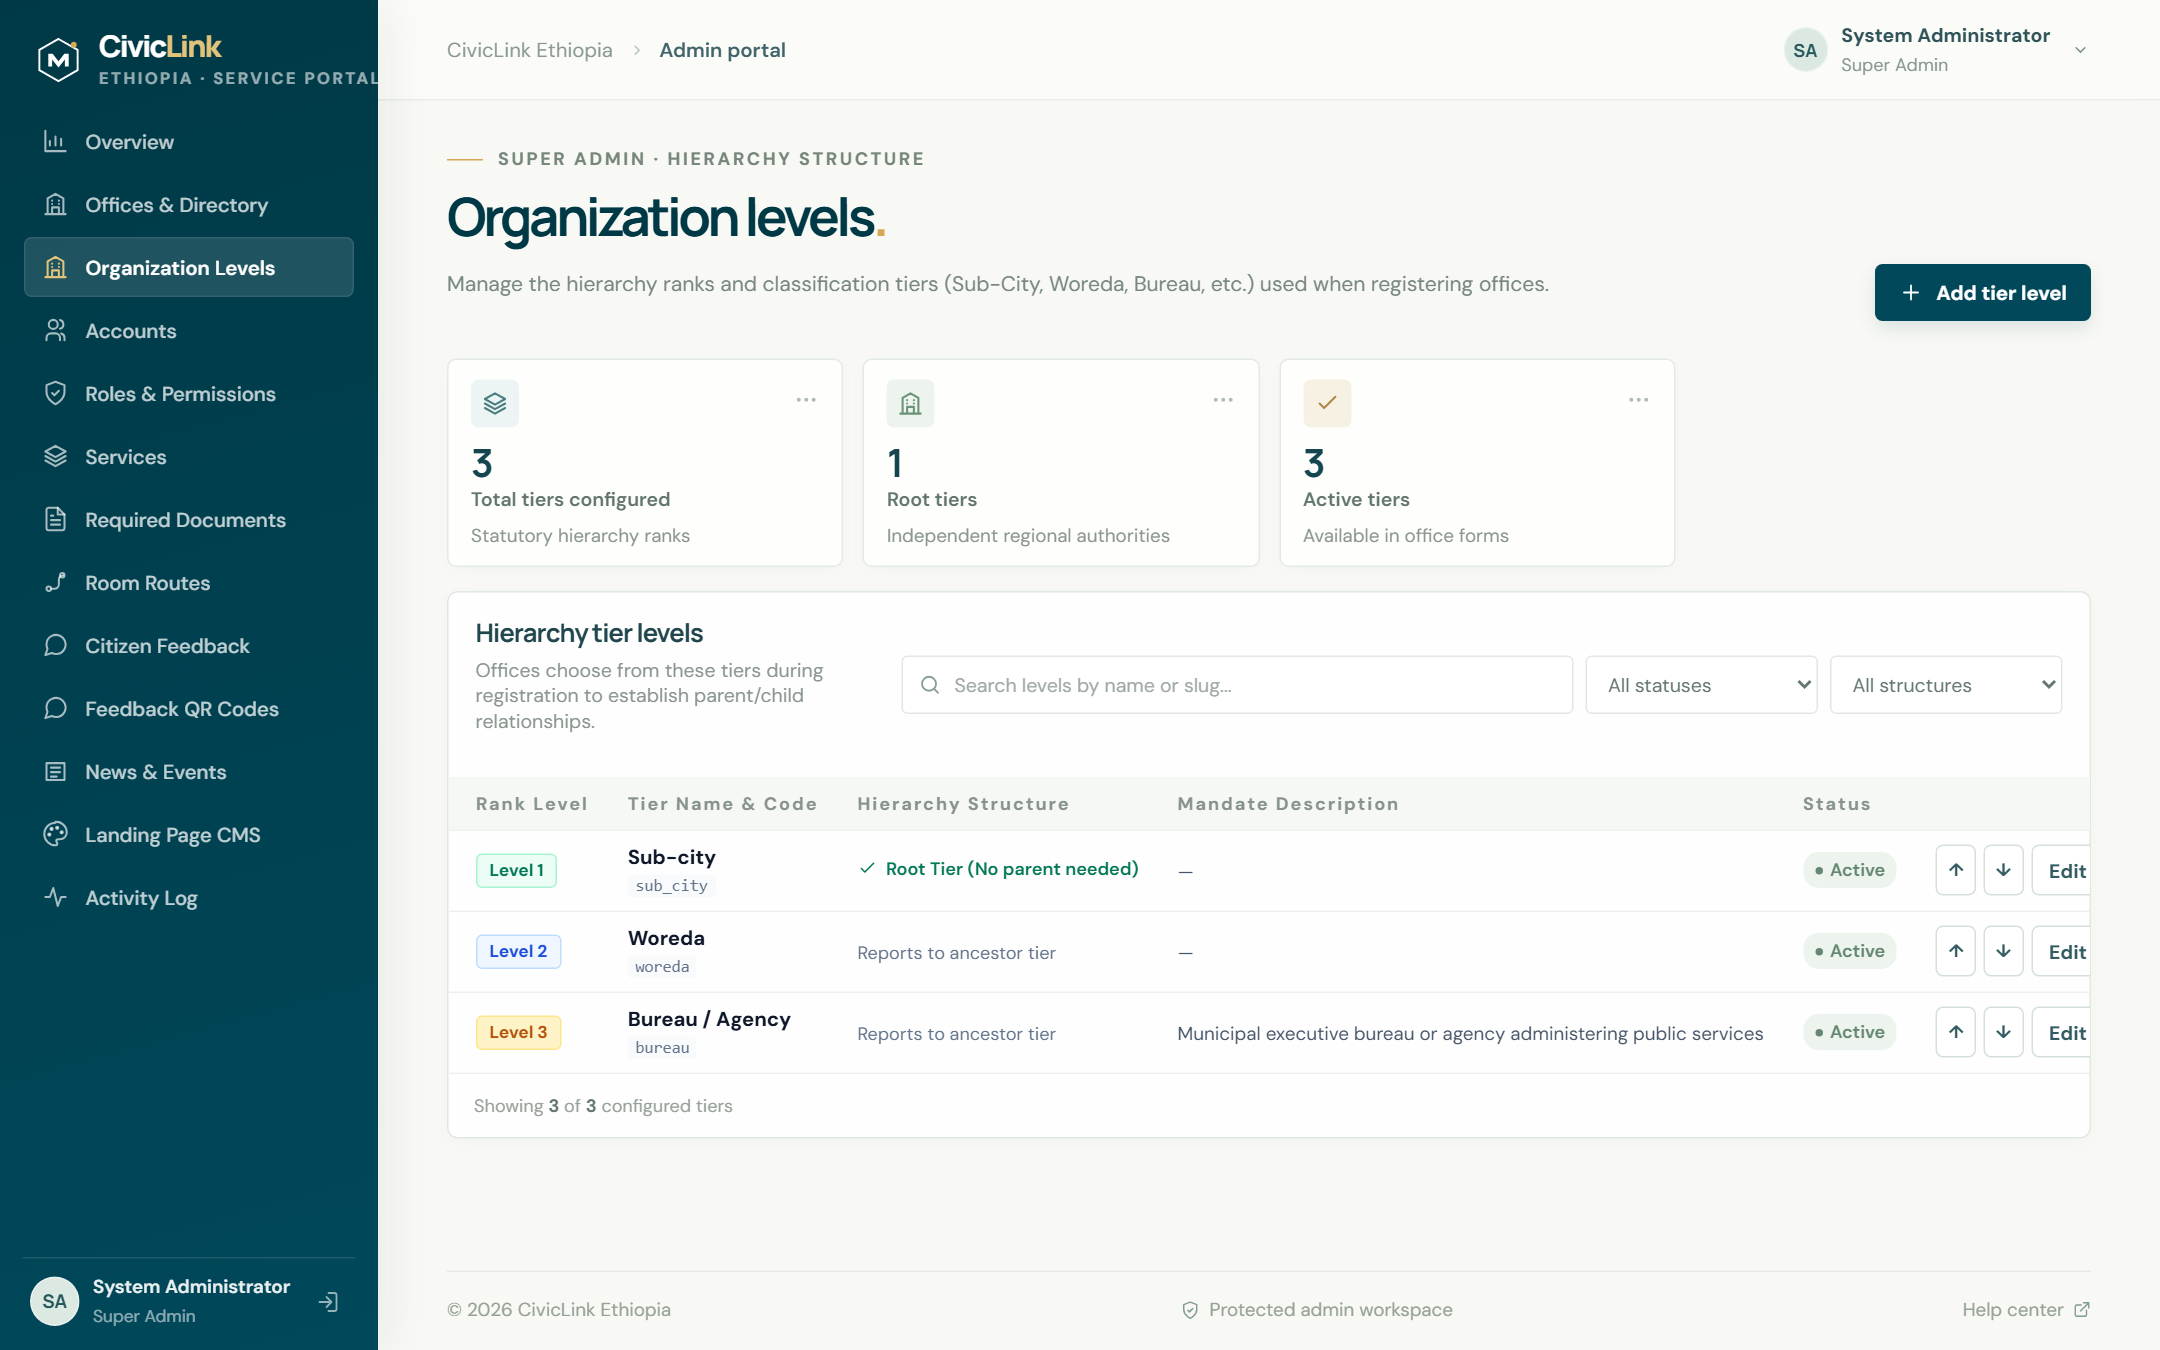 CivicLink
ETHIOPIA · SERVICE PORTAL
Overview
Offices & Directory
Organization Levels
Accounts
Roles & Permissions
Services
Required Documents
Room Routes
Citizen Feedback
Feedback QR Codes
News & Events
Landing Page CMS
Activity Log
SA
System Administrator
Super Admin
CivicLink Ethiopia > Admin portal
SA
System Administrator
Super Admin
SUPER ADMIN · HIERARCHY STRUCTURE
Organization levels.
Manage the hierarchy ranks and classification tiers (Sub-City, Woreda, Bureau, etc.) used when registering offices.
+ Add tier level
3
Total tiers configured
Statutory hierarchy ranks
1
Root tiers
Independent regional authorities
3
Active tiers
Available in office forms
Hierarchy tier levels
Offices choose from these tiers during
registration to establish parent/child
relationships.
Search levels by name or slug...
All statuses
All structures
Rank Level Tier Name & Code Hierarchy Structure Mandate Description Status
Level 1 Sub-city Root Tier (No parent needed) — Active ↑ ↓ Edit
sub_city
Level 2 Woreda Reports to ancestor tier — Active ↑ ↓ Edit
woreda
Level 3 Bureau / Agency Reports to ancestor tier Municipal executive bureau or agency administering public services Active ↑ ↓ Edit
bureau
Showing 3 of 3 configured tiers
© 2026 CivicLink Ethiopia
Protected admin workspace
Help center